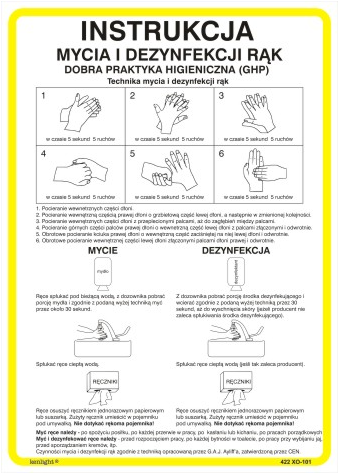 INSTRUKCJA
MYCIA I DEZYNFEKCJI RĄK
DOBRA PRAKTYKA HIGIENICZNA (GHP)
Technika mycia i dezynfekcji rąk
1
2
3
w czasie 5 sekund 5 ruchów
w czasie 5 sekund 5 ruchów
w czasie 5 sekund 5 ruchów
4
5
6
w czasie 5 sekund 5 ruchów
w czasie 5 sekund 5 ruchów
w czasie 5 sekund 5 ruchów
1. Pocieranie wewnętrznych części dłoni.
2. Pocieranie wewnętrzną częścią prawej dłoni o grzbietową część lewej dłoni, a następnie w zmienionej kolejności.
3. Pocieranie wewnętrznych części dłoni z przeplecionymi palcami, aż do zagłębień między palcami.
4. Pocieranie górnych części palców prawej dłoni o wewnetrzną część lewej dłoni z palcami złączonymi i odwrotnie.
5. Obrotowe pocieranie kciuka prawej dłoni o wewnętrzną część zaciśniętej na niej lewej dłoni i odwrotnie.
6. Obrotowe pocieranie wewnętrznej części lewej dłoni złączonymi palcami dłoni prawej i odwrotnie.
MYCIE
DEZYNFEKCJA
mydło
dezynfekant
Ręce spłukać pod bieżącą wodą, z dozownika pobrać
porcję mydła i zgodnie z podaną wyżej techniką myć
przez około 30 sekund.
Z dozownika pobrać porcję środka dezynfekującego i
wcierać zgodnie z podaną wyżej techniką przez 30
sekund, aż do wyschnięcia skóry (jeżeli producent nie
zaleca spłukiwania środka dezynfekującego).
Spłukać ręce ciepłą wodą.
Spłukać ręce ciepłą wodą (jeśli tak zaleca producent).
RĘCZNIKI
RĘCZNIKI
Ręce osuszyć ręcznikiem jednorazowym papierowym
lub suszarką. Zużyty ręcznik umieścić w pojemniku
pod umywalką. Nie dotykać rękoma pojemnika!
Ręce osuszyć ręcznikiem jednorazowym papierowym
lub suszarką. Zużyty ręcznik umieścić w pojemniku
pod umywalką. Nie dotykać rękoma pojemnika!
Myć ręce należy - po spożyciu posiłku, po każdej przerwie w pracy, po kasłaniu lub kichaniu, po pracach porządkowych
Myć i dezynfekować ręce należy - przed rozpoczęciem pracy, po każdej bytności w toalecie, po pracy przy wybijaniu jaj,
przed sporządzaniem kremów, itp.
Czynności mycia i dezynfekcji rąk zgodne z techniką opracowaną przez G.A.J. Ayliff'a, zatwierdzoną przez CEN.
kenlight®
422 XO-101